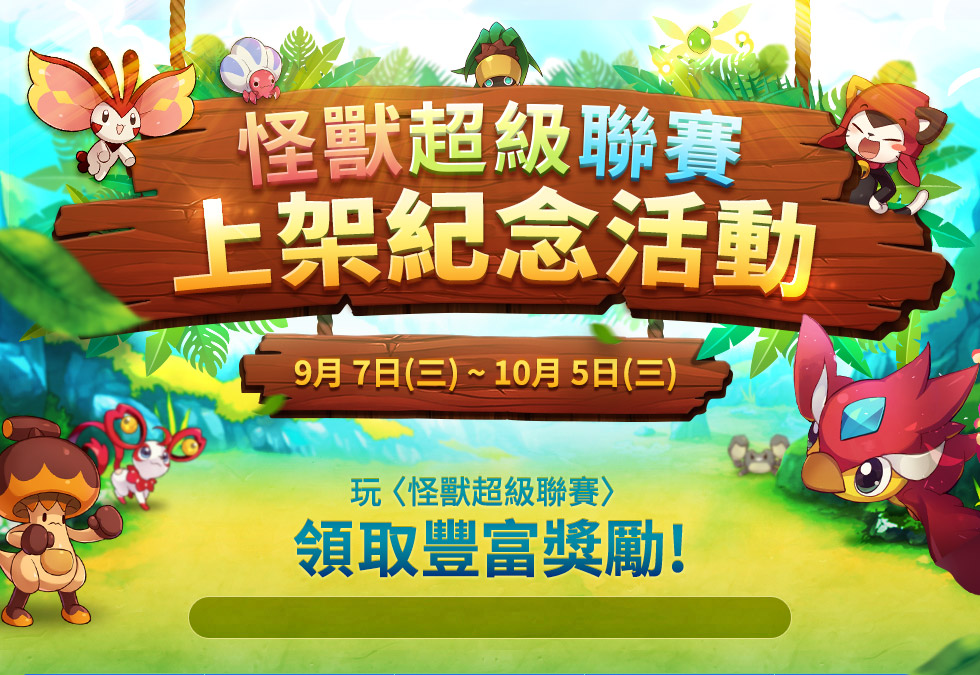 怪獸超級聯賽
上架紀念活動
9月 7日(三) ~ 10月 5日(三)
玩〈怪獸超級聯賽〉
領取豐富獎勵!